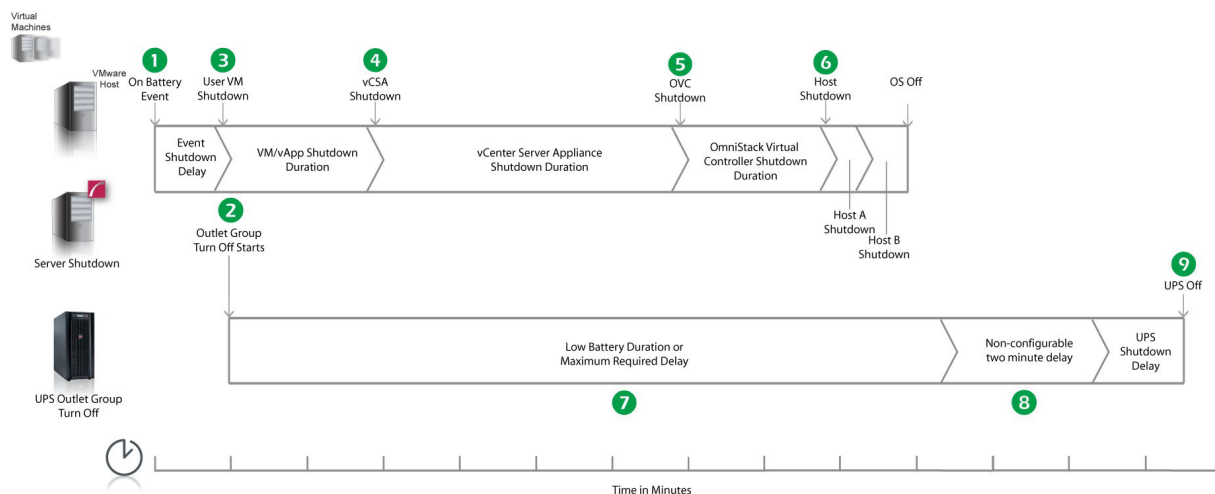 Virtual
Machines
VMware
Host
1
On Battery
Event
3
User VM
Shutdown
4
vCSA
Shutdown
5
OVC
Shutdown
6
Host
Shutdown
OS Off
Event
Shutdown
Delay
VM/vApp Shutdown
Duration
vCenter Server Appliance
Shutdown Duration
OmniStack Virtual
Controller Shutdown
Duration
Host A
Shutdown
Host B
Shutdown
2
Outlet Group
Turn Off Starts
Server Shutdown
9
UPS Off
Low Battery Duration or
Maximum Required Delay
Non-configurable
two minute delay
UPS
Shutdown
Delay
7
8
UPS Outlet Group
Turn Off
Time in Minutes